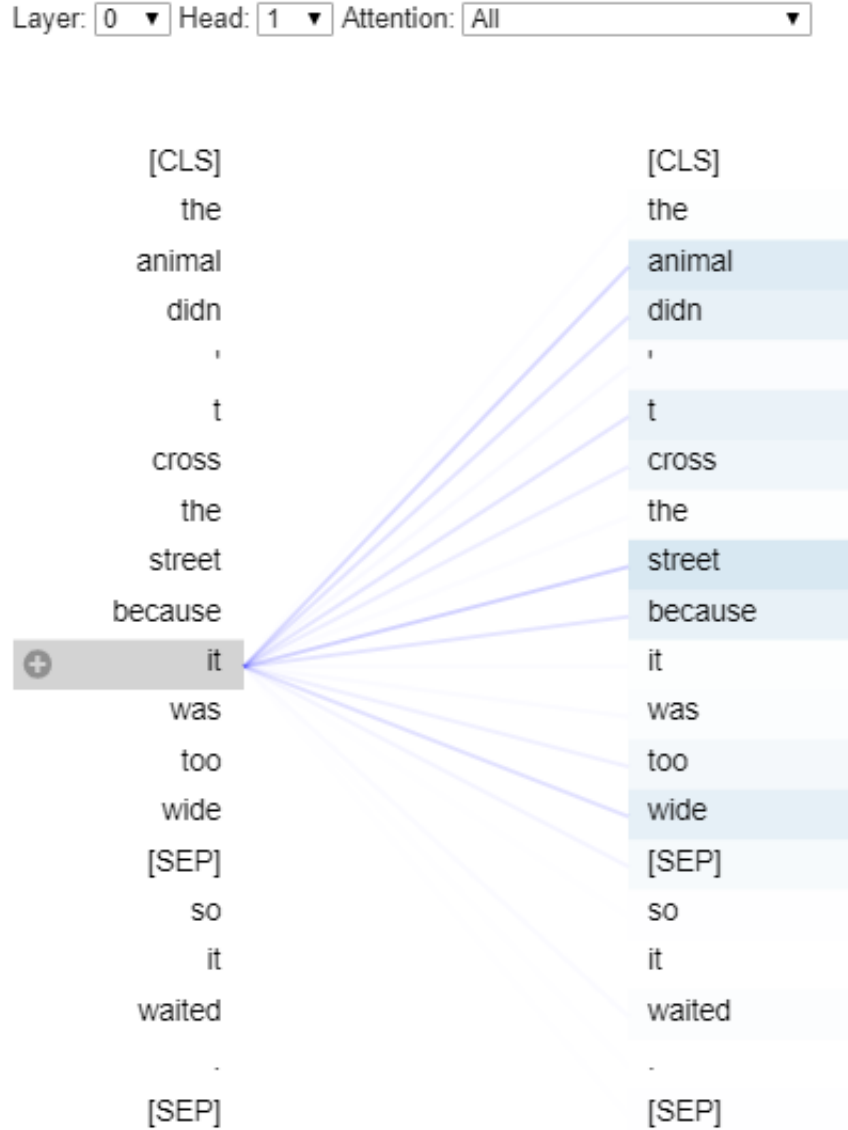 Layer: 0 Head: 1 Attention: All
[CLS] [CLS]
the the
animal animal
didn didn
' '
t t
cross cross
the the
street street
because because
it it
was was
too too
wide wide
[SEP] [SEP]
so so
it it
waited waited
. .
[SEP] [SEP]